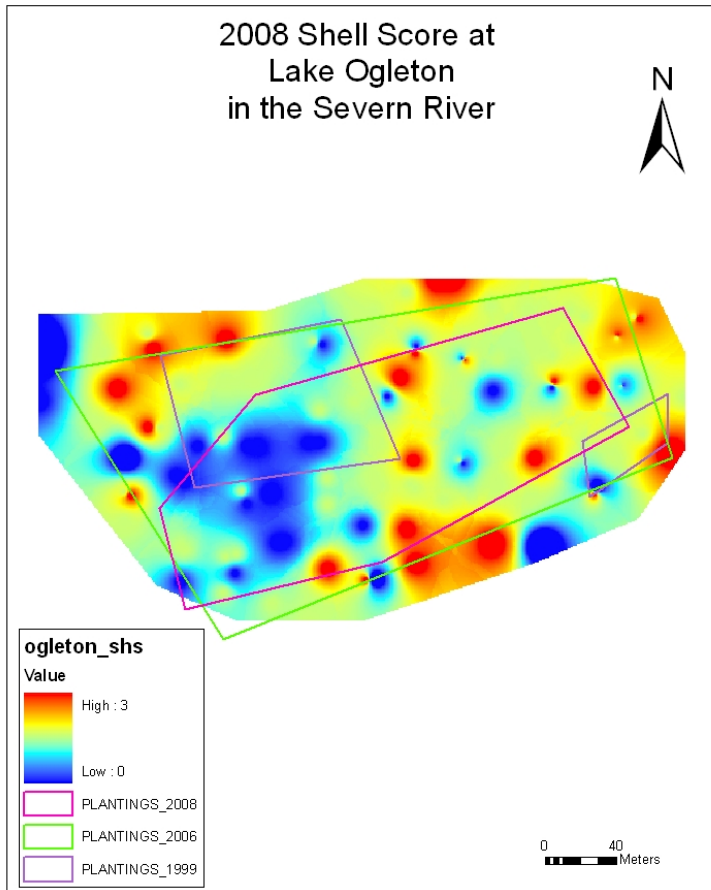 2008 Shell Score at
Lake Ogleton
in the Severn River
N
ogleton_shs
Value
High : 3
Low : 0
PLANTINGS_2008
PLANTINGS_2006
PLANTINGS_1999
0 40
Meters